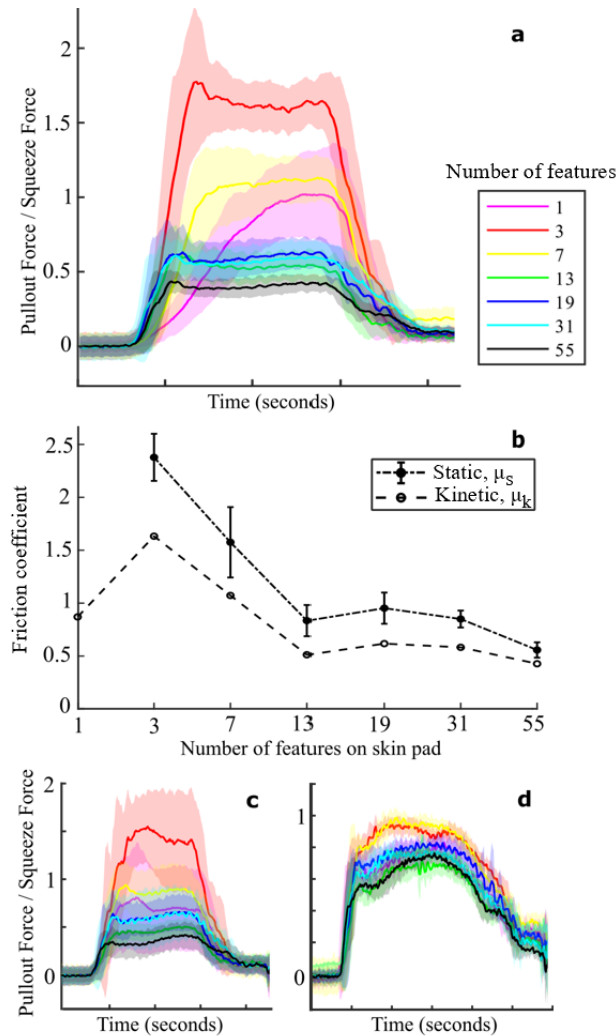 a
2
1.5
1
0.5
0
Pullout Force / Squeeze Force
Time (seconds)
Number of features
1
3
7
13
19
31
55
b
2.5
2
1.5
1
0.5
0
Friction coefficient
Static, μs
Kinetic, μk
1 3 7 13 19 31 55
Number of features on skin pad
c
2
1
0
Pullout Force / Squeeze Force
Time (seconds)
d
1
0
Time (seconds)